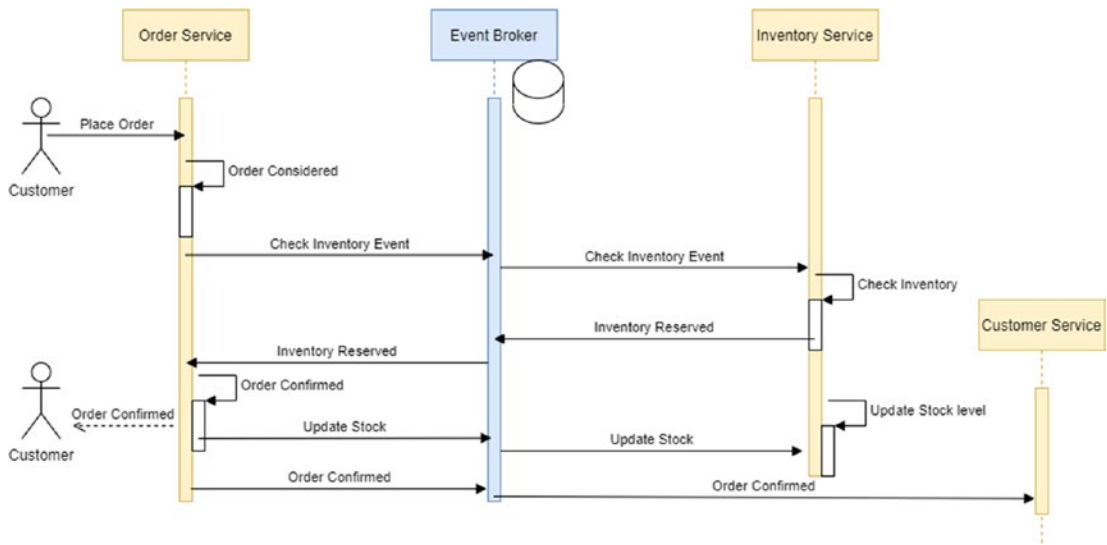 Order Service
Event Broker
Inventory Service
Place Order
Customer
Order Considered
Check Inventory Event
Check Inventory Event
Check Inventory
Customer Service
Inventory Reserved
Inventory Reserved
Order Confirmed
Order Confirmed
Customer
Update Stock level
Update Stock
Update Stock
Order Confirmed
Order Confirmed